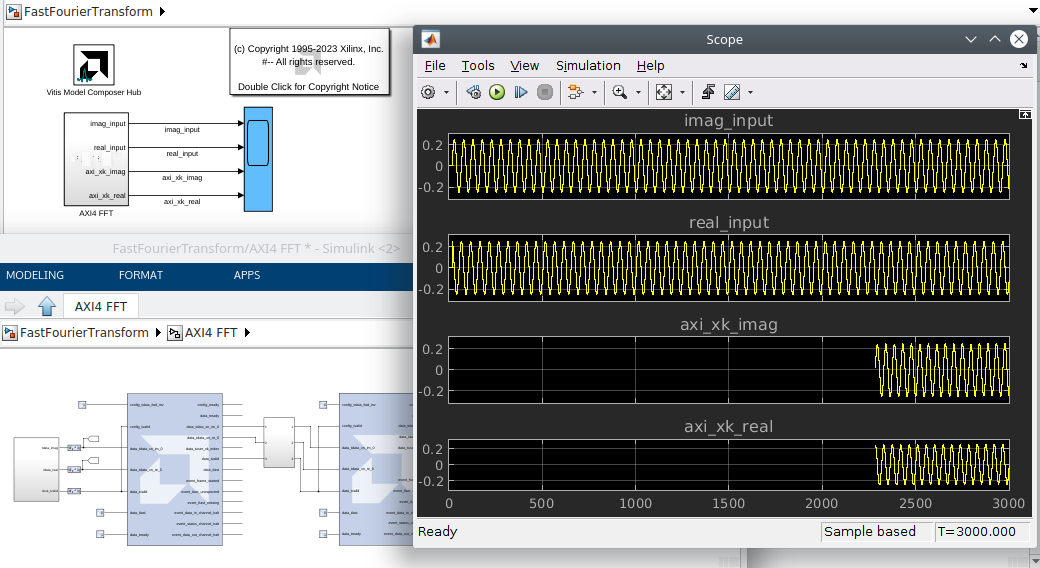 FastFourierTransform
(c) Copyright 1995-2023 Xilinx, Inc.
#-- All rights reserved.
Double Click for Copyright Notice
Vitis Model Composer Hub
imag_input
real_input
axi_xk_imag
axi_xk_real
imag_input
real_input
axi_xk_imag
axi_xk_real
AXI4 FFT
FastFourierTransform/AXI4 FFT * - Simulink <2>
MODELING FORMAT APPS
AXI4 FFT
FastFourierTransform AXI4 FFT
Scope
File Tools View Simulation Help
imag_input
0.2
0
-0.2
real_input
0.2
0
-0.2
axi_xk_imag
0.2
0
-0.2
axi_xk_real
0.2
0
-0.2
0 500 1000 1500 2000 2500 3000
Ready Sample based T=3000.000